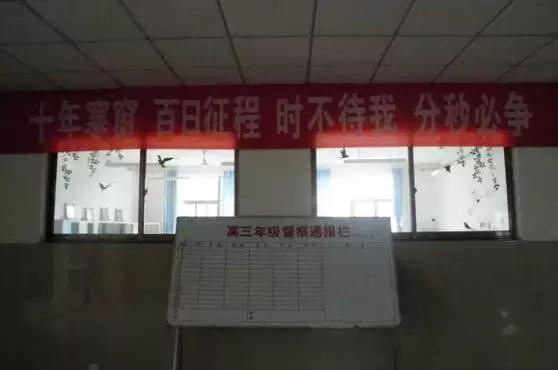 十年寒窗 百日征程 时不待我 分秒必争
高三年级督察通报栏